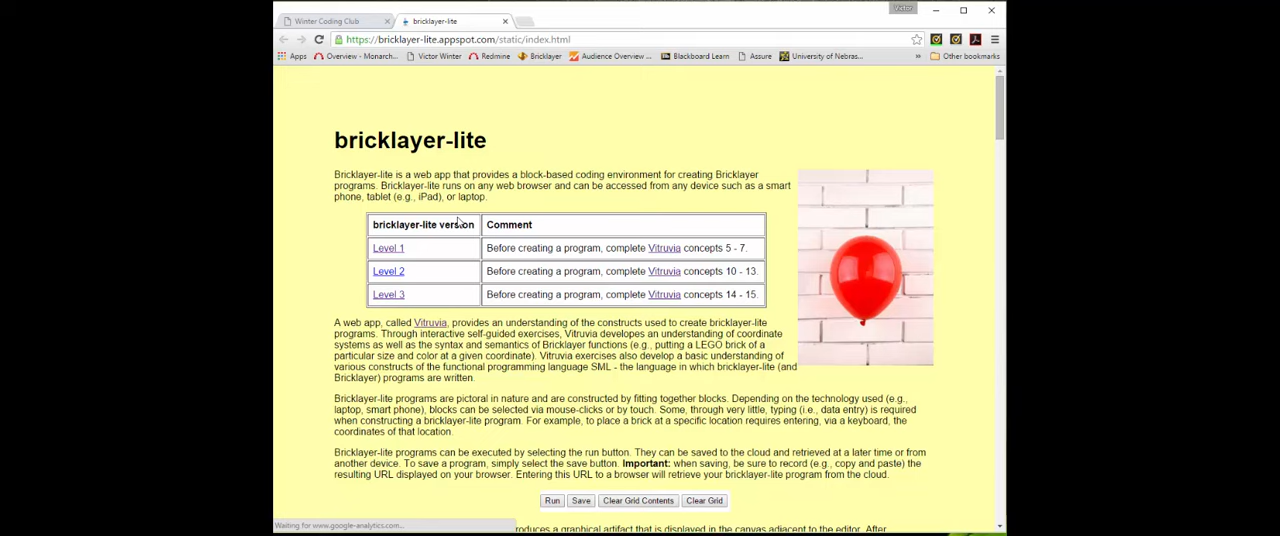 Victor
Winter Coding Club
bricklayer-lite
https://bricklayer-lite.appspot.com/static/index.html
Apps Overview - Monarch... Victor Winter Redmine Bricklayer Audience Overview ... Blackboard Learn Assure University of Nebras... » Other bookmarks
bricklayer-lite
Bricklayer-lite is a web app that provides a block-based coding environment for creating Bricklayer
programs. Bricklayer-lite runs on any web browser and can be accessed from any device such as a smart
phone, tablet (e.g., iPad), or laptop.
bricklayer-lite version Comment
Level 1 Before creating a program, complete Vitruvia concepts 5 - 7.
Level 2 Before creating a program, complete Vitruvia concepts 10 - 13.
Level 3 Before creating a program, complete Vitruvia concepts 14 - 15.
A web app, called Vitruvia, provides an understanding of the constructs used to create bricklayer-lite
programs. Through interactive self-guided exercises, Vitruvia developes an understanding of coordinate
systems as well as the syntax and semantics of Bricklayer functions (e.g., putting a LEGO brick of a
particular size and color at a given coordinate). Vitruvia exercises also develop a basic understanding of
various constructs of the functional programming language SML - the language in which bricklayer-lite (and
Bricklayer) programs are written.
Bricklayer-lite programs are pictoral in nature and are constructed by fitting together blocks. Depending on the technology used (e.g.,
laptop, smart phone), blocks can be selected via mouse-clicks or by touch. Some, through very little, typing (i.e., data entry) is required
when constructing a bricklayer-lite program. For example, to place a brick at a specific location requires entering, via a keyboard, the
coordinates of that location.
Bricklayer-lite programs can be executed by selecting the run button. They can be saved to the cloud and retrieved at a later time or from
another device. To save a program, simply select the save button. Important: when saving, be sure to record (e.g., copy and paste) the
resulting URL displayed on your browser. Entering this URL to a browser will retrieve your bricklayer-lite program from the cloud.
Run Save Clear Grid Contents Clear Grid
Waiting for www.google-analytics.com...
roduces a graphical artifact that is displayed in the canvas adjacent to the editor. After